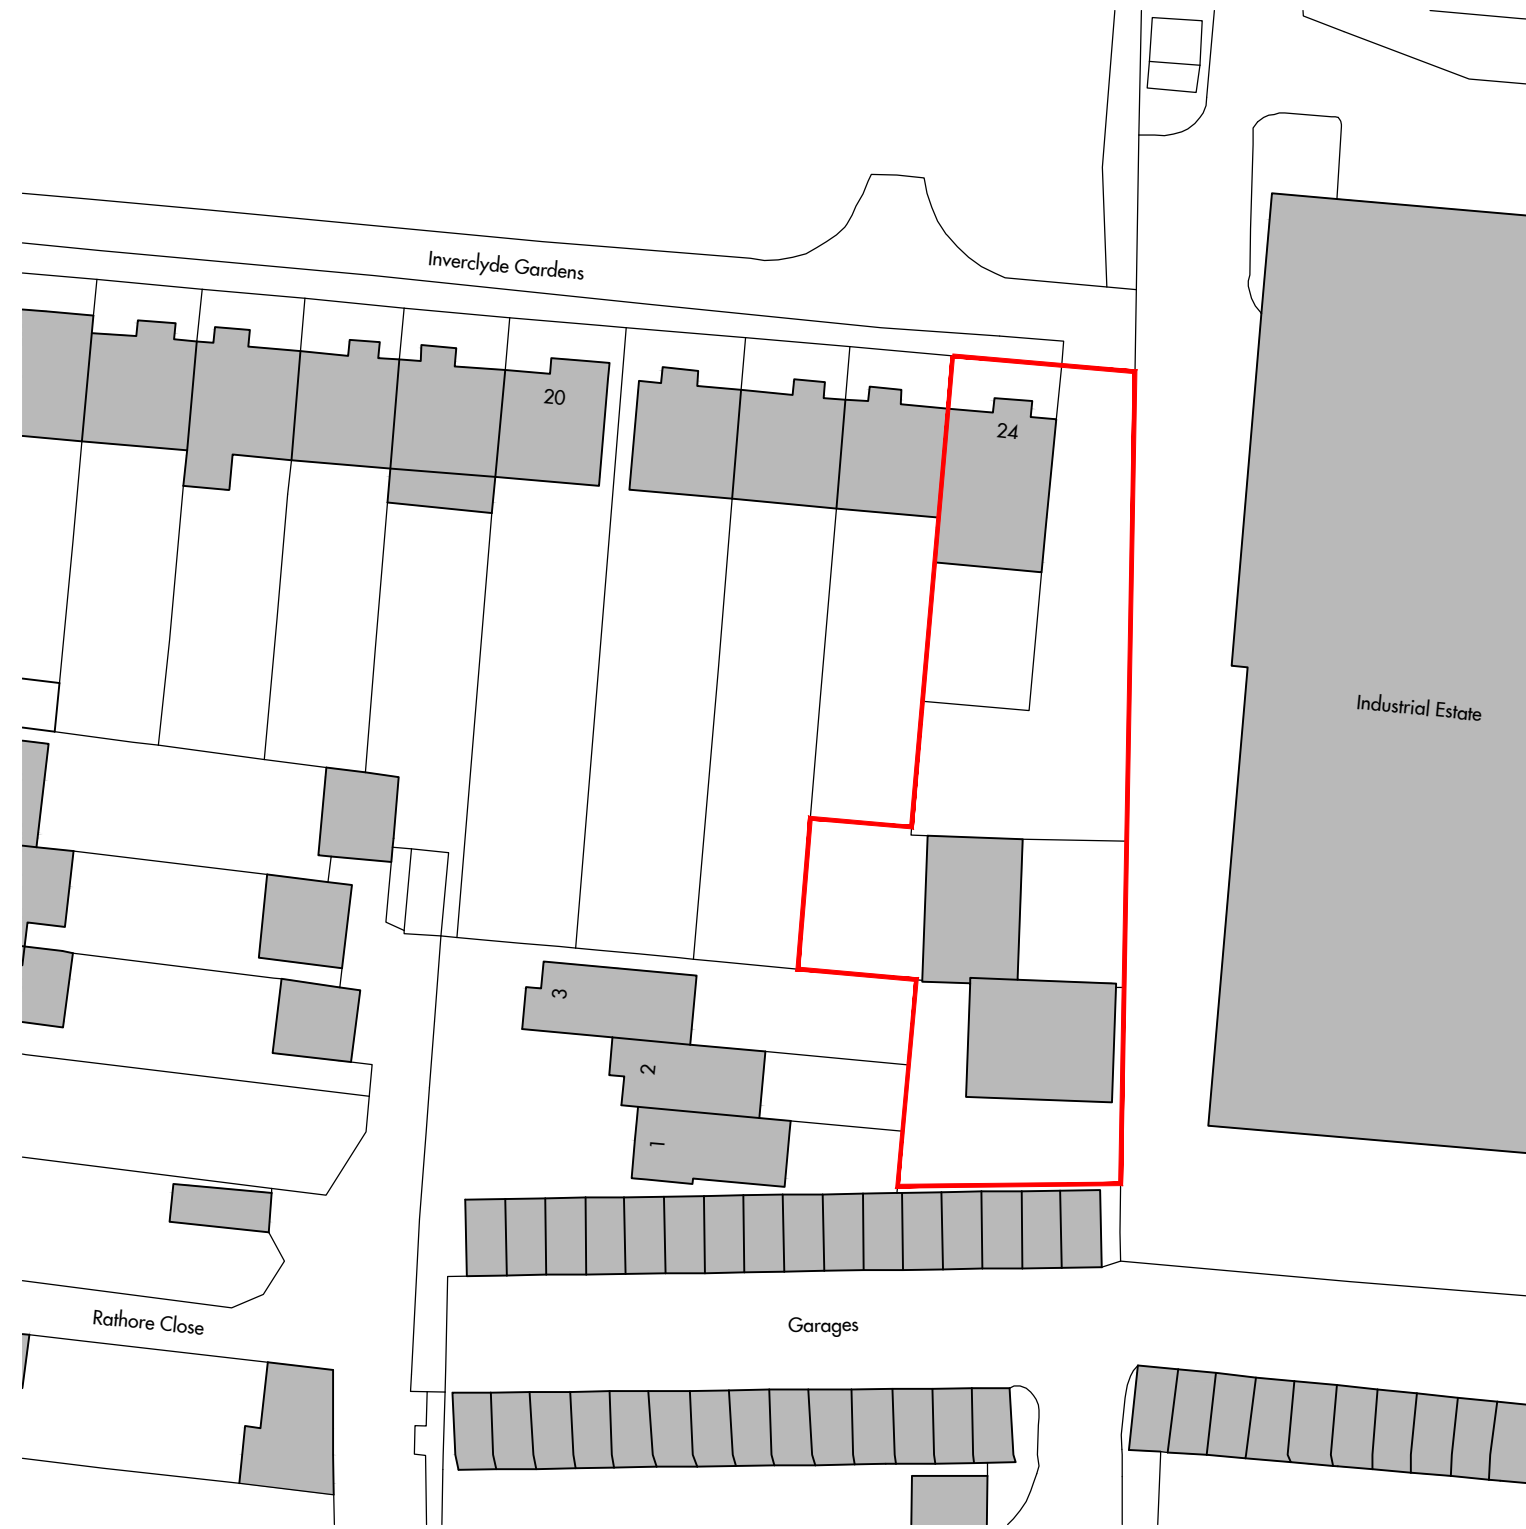 Inverclyde Gardens
20
24
Industrial Estate
3
2
1
Rathore Close
Garages